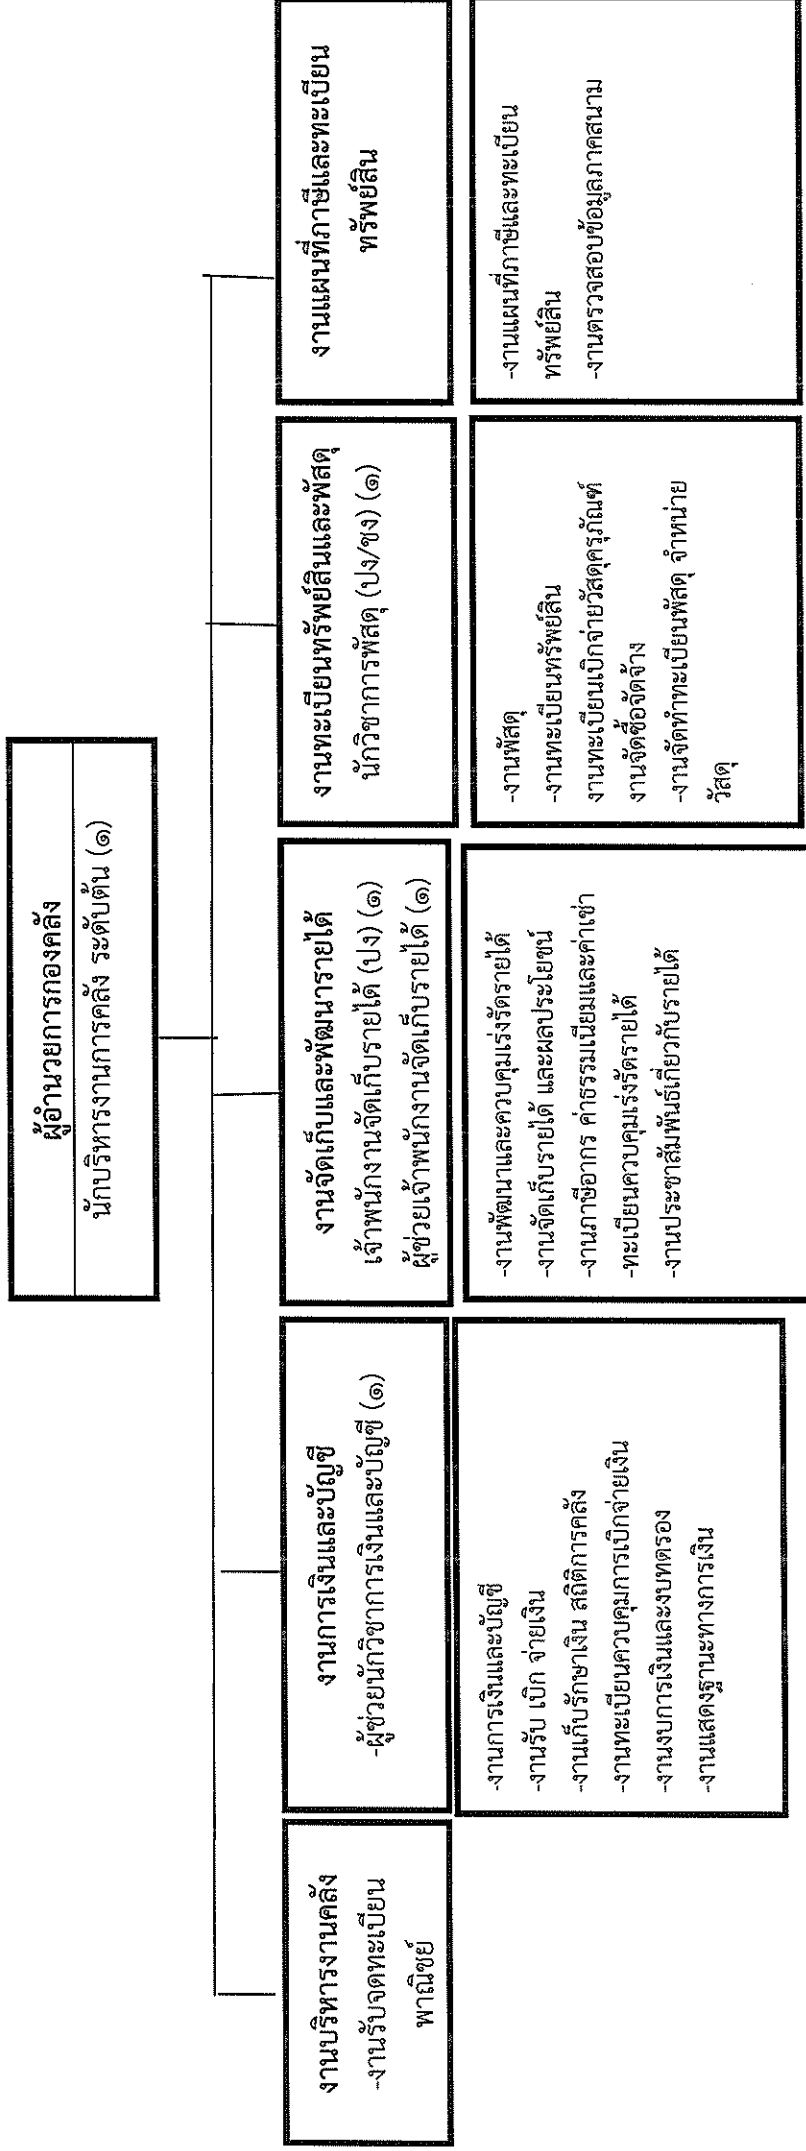 ผู้อำนวยการกองคลัง
นักบริหารงานการคลัง ระดับต้น (๑)
งานบริหารงานคลัง
-งานรับจดทะเบียน
พาณิชย์
งานการเงินและบัญชี
-ผู้ช่วยนักวิชาการเงินและบัญชี (๑)
-งานการเงินและบัญชี
-งานรับ เบิก จ่ายเงิน
-งานเก็บรักษาเงิน สถิติการคลัง
-งานทะเบียนควบคุมการเบิกจ่ายเงิน
-งานงบการเงินและงบทดรอง
-งานแสดงฐานะทางการเงิน
งานจัดเก็บและพัฒนารายได้
เจ้าพนักงานจัดเก็บรายได้ (ปง) (๑)
ผู้ช่วยเจ้าพนักงานจัดเก็บรายได้ (๑)
-งานพัฒนาและควบคุมเร่งรัดรายได้
-งานจัดเก็บรายได้ และผลประโยชน์
-งานภาษีอากร ค่าธรรมเนียมและค่าเช่า
-ทะเบียนควบคุมเร่งรัดรายได้
-งานประชาสัมพันธ์เกี่ยวกับรายได้
งานทะเบียนทรัพย์สินและพัสดุ
นักวิชาการพัสดุ (ปง/ชง) (๑)
-งานพัสดุ
-งานทะเบียนทรัพย์สิน
งานทะเบียนเบิกจ่ายวัสดุครุภัณฑ์
งานจัดซื้อจัดจ้าง
-งานจัดทำทะเบียนพัสดุ จำหน่าย
วัสดุ
งานแผนที่ภาษีและทะเบียน
ทรัพย์สิน
-งานแผนที่ภาษีและทะเบียน
ทรัพย์สิน
-งานตรวจสอบข้อมูลภาคสนาม